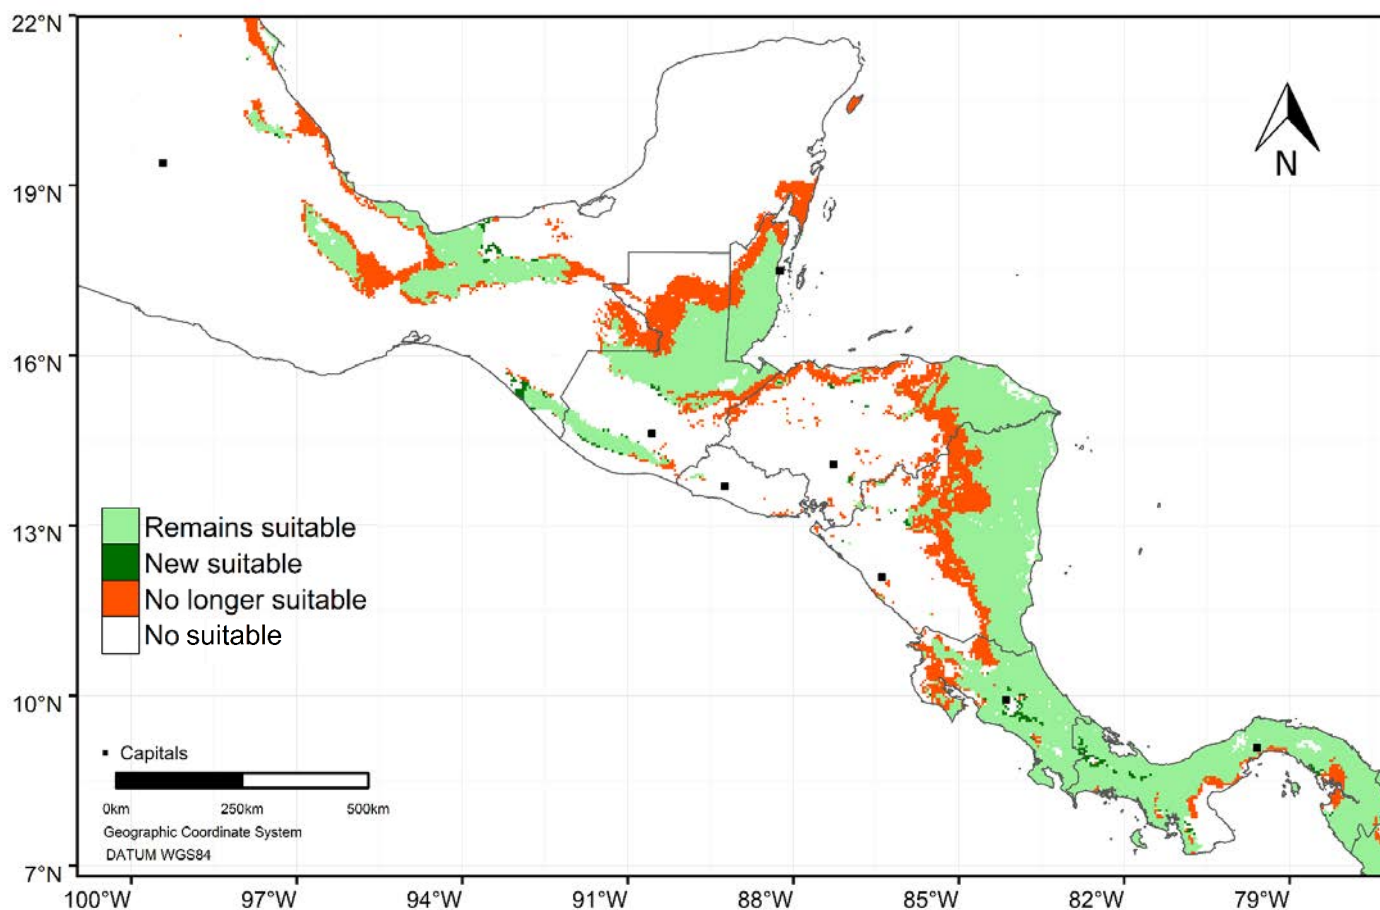 22°N
19°N
16°N
13°N
10°N
7°N
N
Remains suitable
New suitable
No longer suitable
No suitable
Capitals
0km 250km 500km
Geographic Coordinate System
DATUM WGS84
100°W 97°W 94°W 91°W 88°W 85°W 82°W 79°W